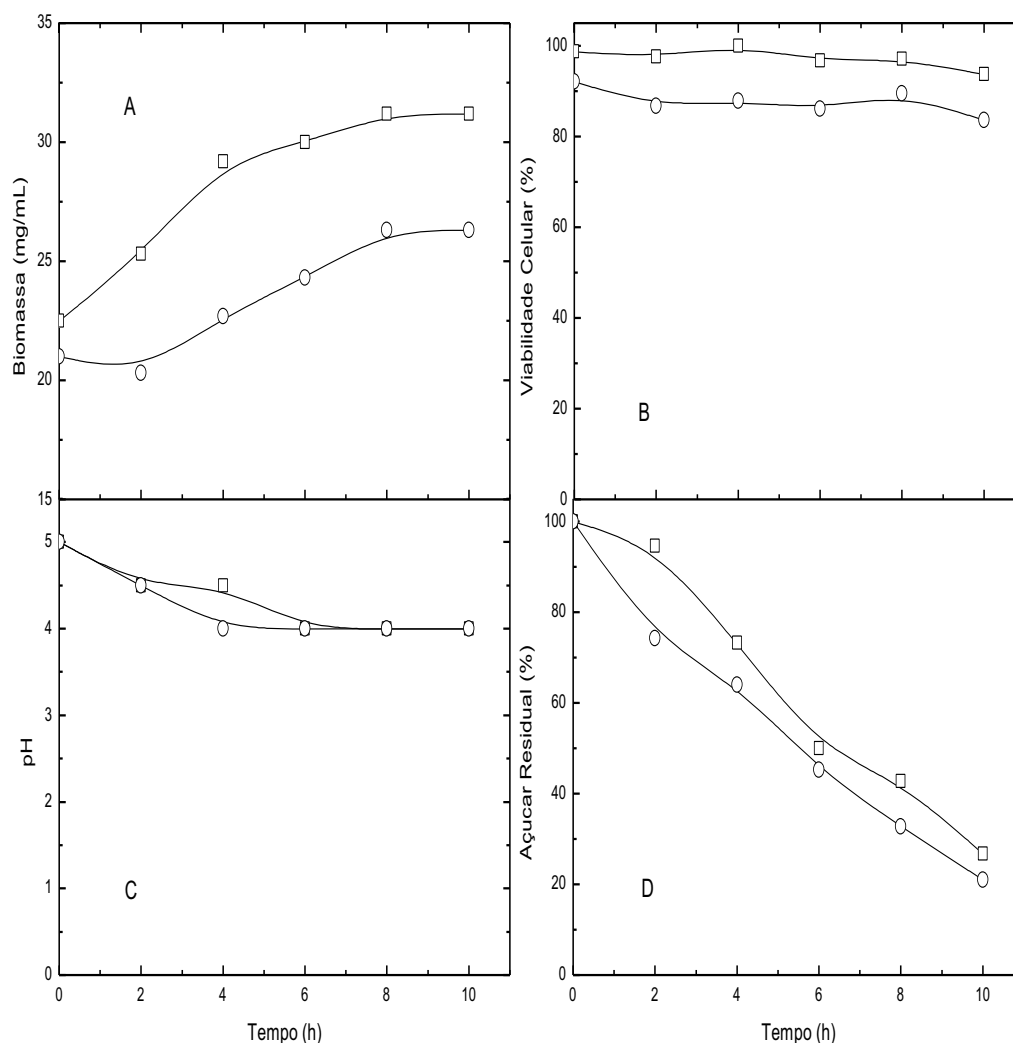 35
30
25
20
15
Biomassa (mg/mL)
A
100
80
60
40
20
0
Viabilidade Celular (%)
B
5
4
3
2
1
0
pH
C
0 2 4 6 8 10
Tempo (h)
100
80
60
40
20
0
Açucar Residual (%)
D
0 2 4 6 8 10
Tempo (h)